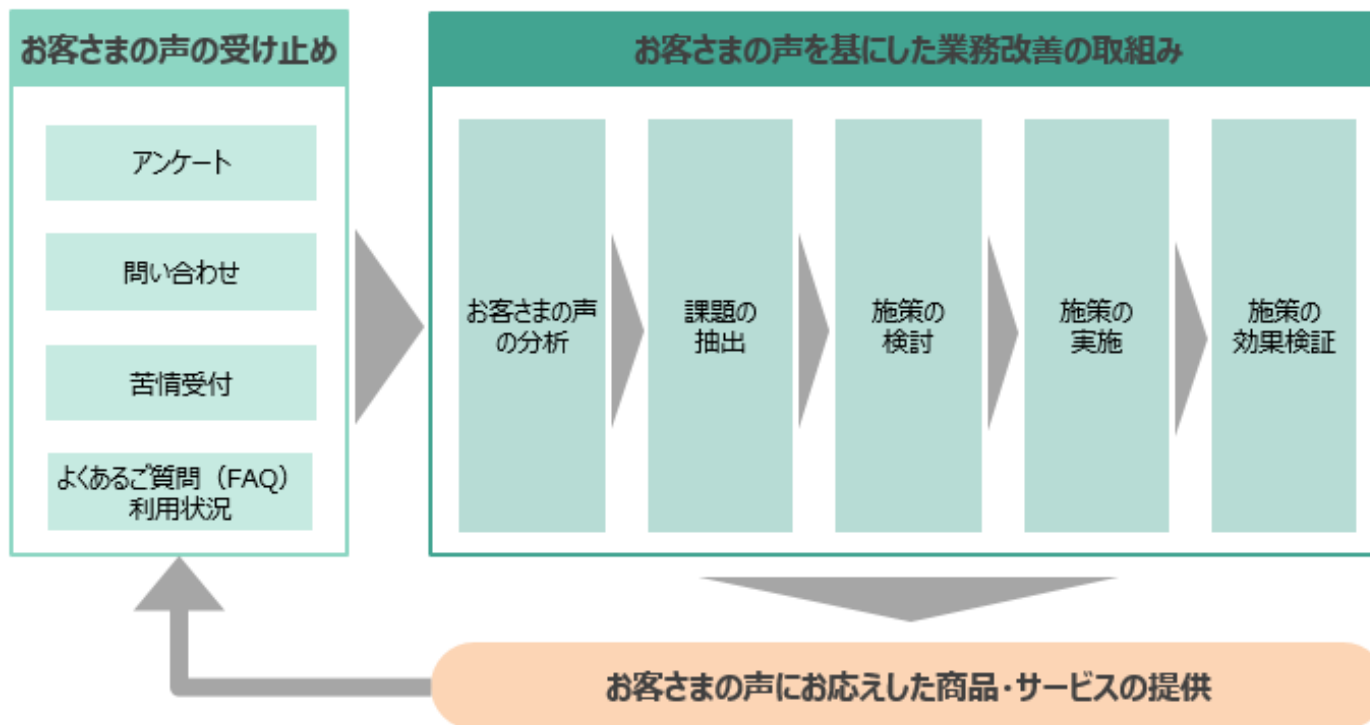 お客さまの声の受け止め
アンケート
問い合わせ
苦情受付
よくあるご質問（FAQ）
利用状況
お客さまの声を基にした業務改善の取組み
お客さまの声
の分析
課題の
抽出
施策の
検討
施策の
実施
施策の
効果検証
お客さまの声にお応えした商品・サービスの提供